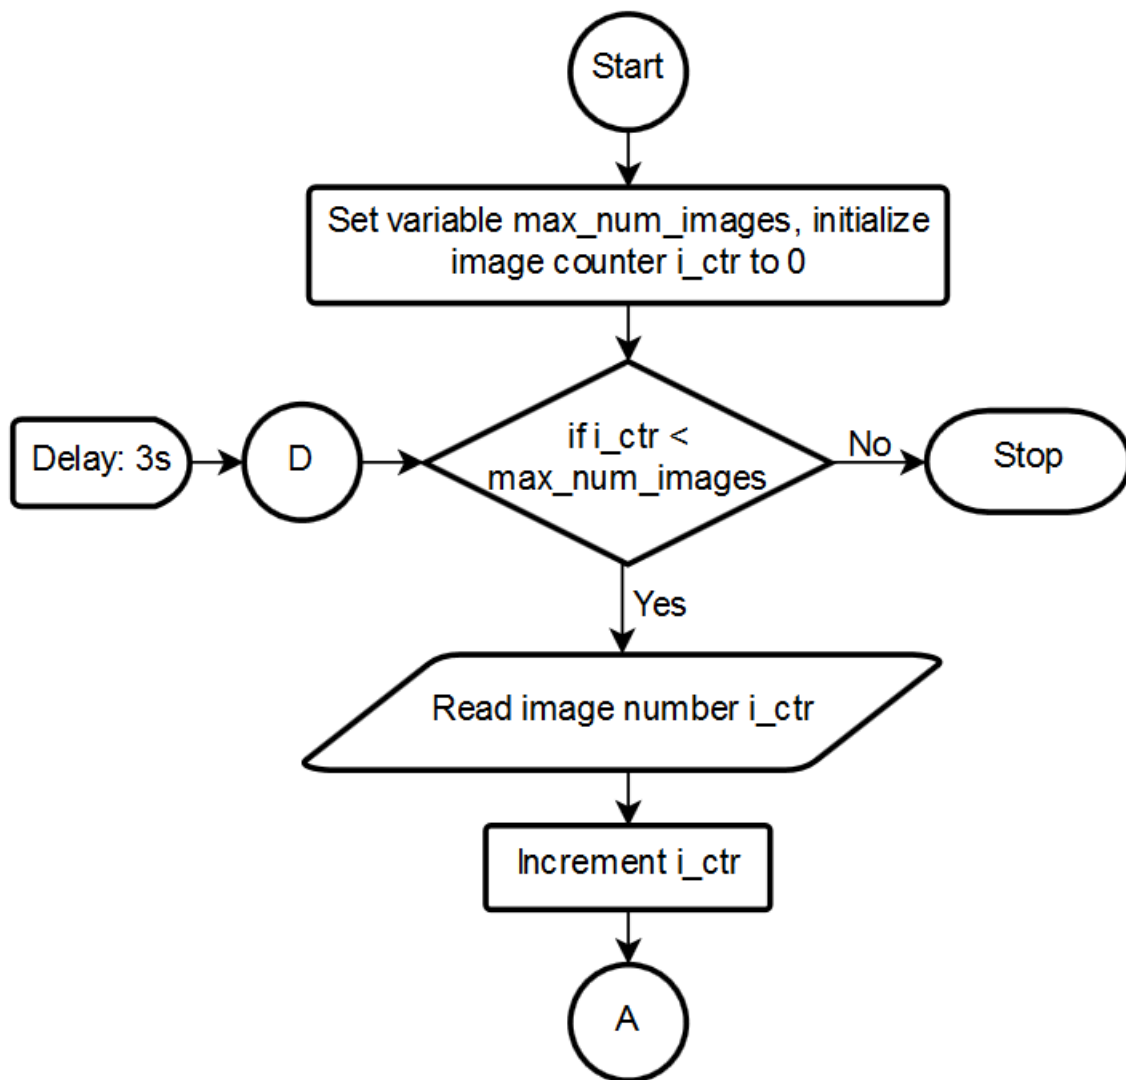 Start
Set variable max_num_images, initialize
image counter i_ctr to 0
Delay: 3s
D
if i_ctr <
max_num_images
No
Stop
Yes
Read image number i_ctr
Increment i_ctr
A